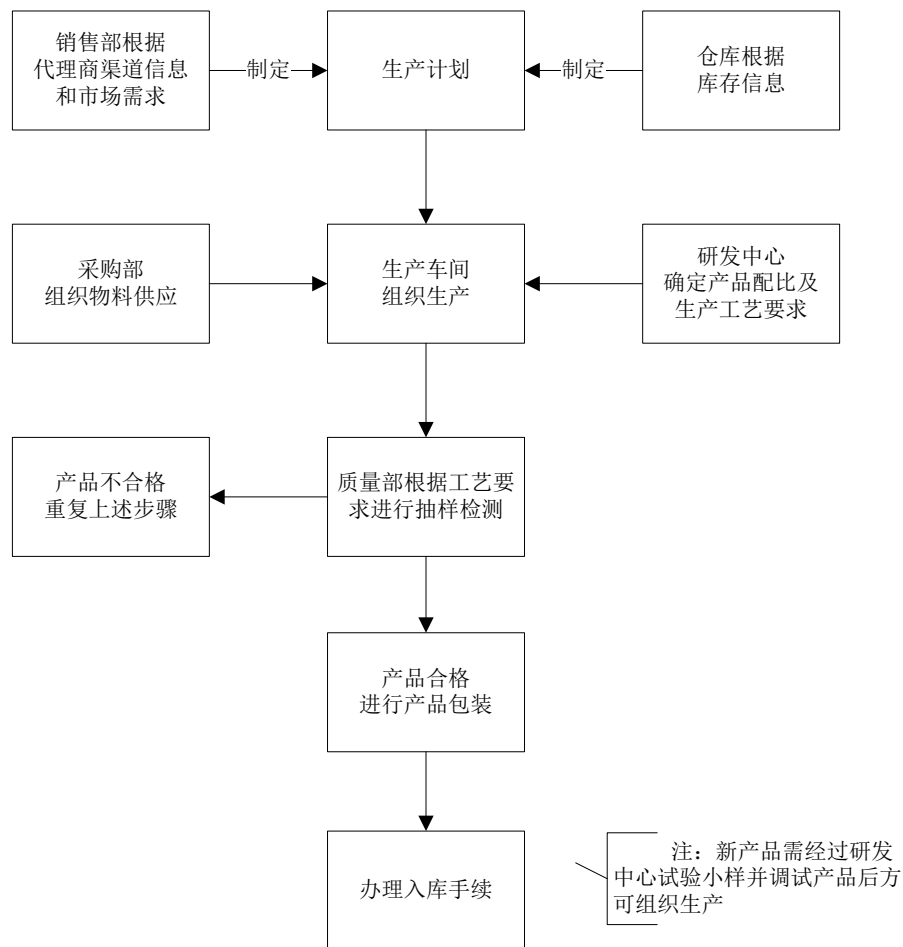 销售部根据
代理商渠道信息
和市场需求
制定
生产计划
制定
仓库根据
库存信息
采购部
组织物料供应
生产车间
组织生产
研发中心
确定产品配比及
生产工艺要求
产品不合格
重复上述步骤
质量部根据工艺要
求进行抽样检测
产品合格
进行产品包装
办理入库手续
注：新产品需经过研发
中心试验小样并调试产品后方
可组织生产